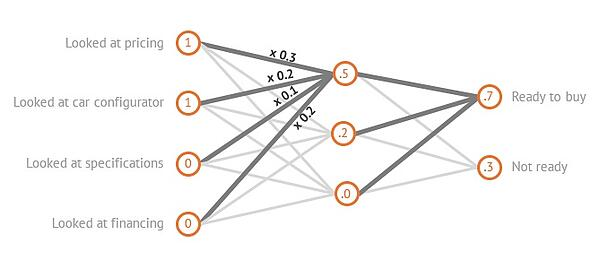 Looked at pricing
1
x 0.3
.5
x 0.2
.7
Ready to buy
Looked at car configurator
1
x 0.1
x 0.2
.2
Looked at specifications
0
.3
Not ready
.0
Looked at financing
0